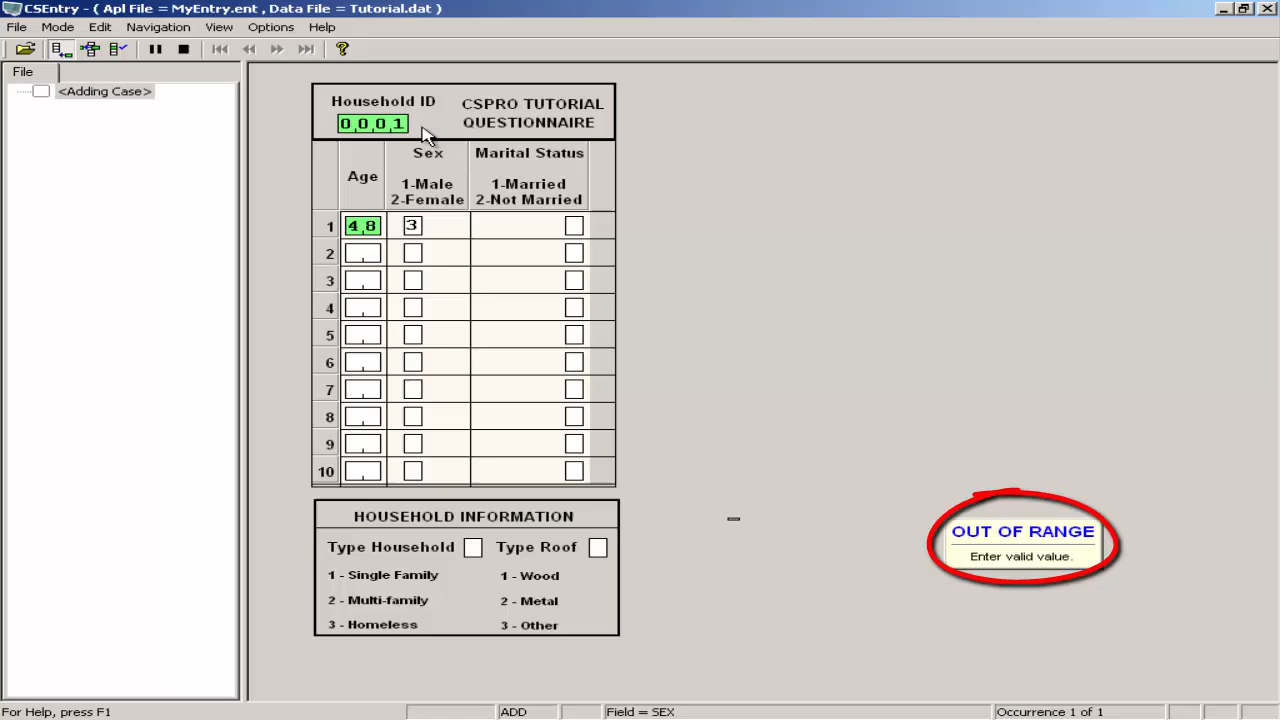 CSEntry - ( Apl File = MyEntry.ent , Data File = Tutorial.dat )
File Mode Edit Navigation View Options Help
File
<Adding Case>
Household ID
0 0 0 1
CSPRO TUTORIAL
QUESTIONNAIRE
Age
Sex
1-Male
2-Female
Marital Status
1-Married
2-Not Married
1 4 8 3
2
3
4
5
6
7
8
9
10
HOUSEHOLD INFORMATION
Type Household Type Roof
1 - Single Family 1 - Wood
2 - Multi-family 2 - Metal
3 - Homeless 3 - Other
OUT OF RANGE
Enter valid value.
For Help, press F1 ADD Field = SEX Occurrence 1 of 1